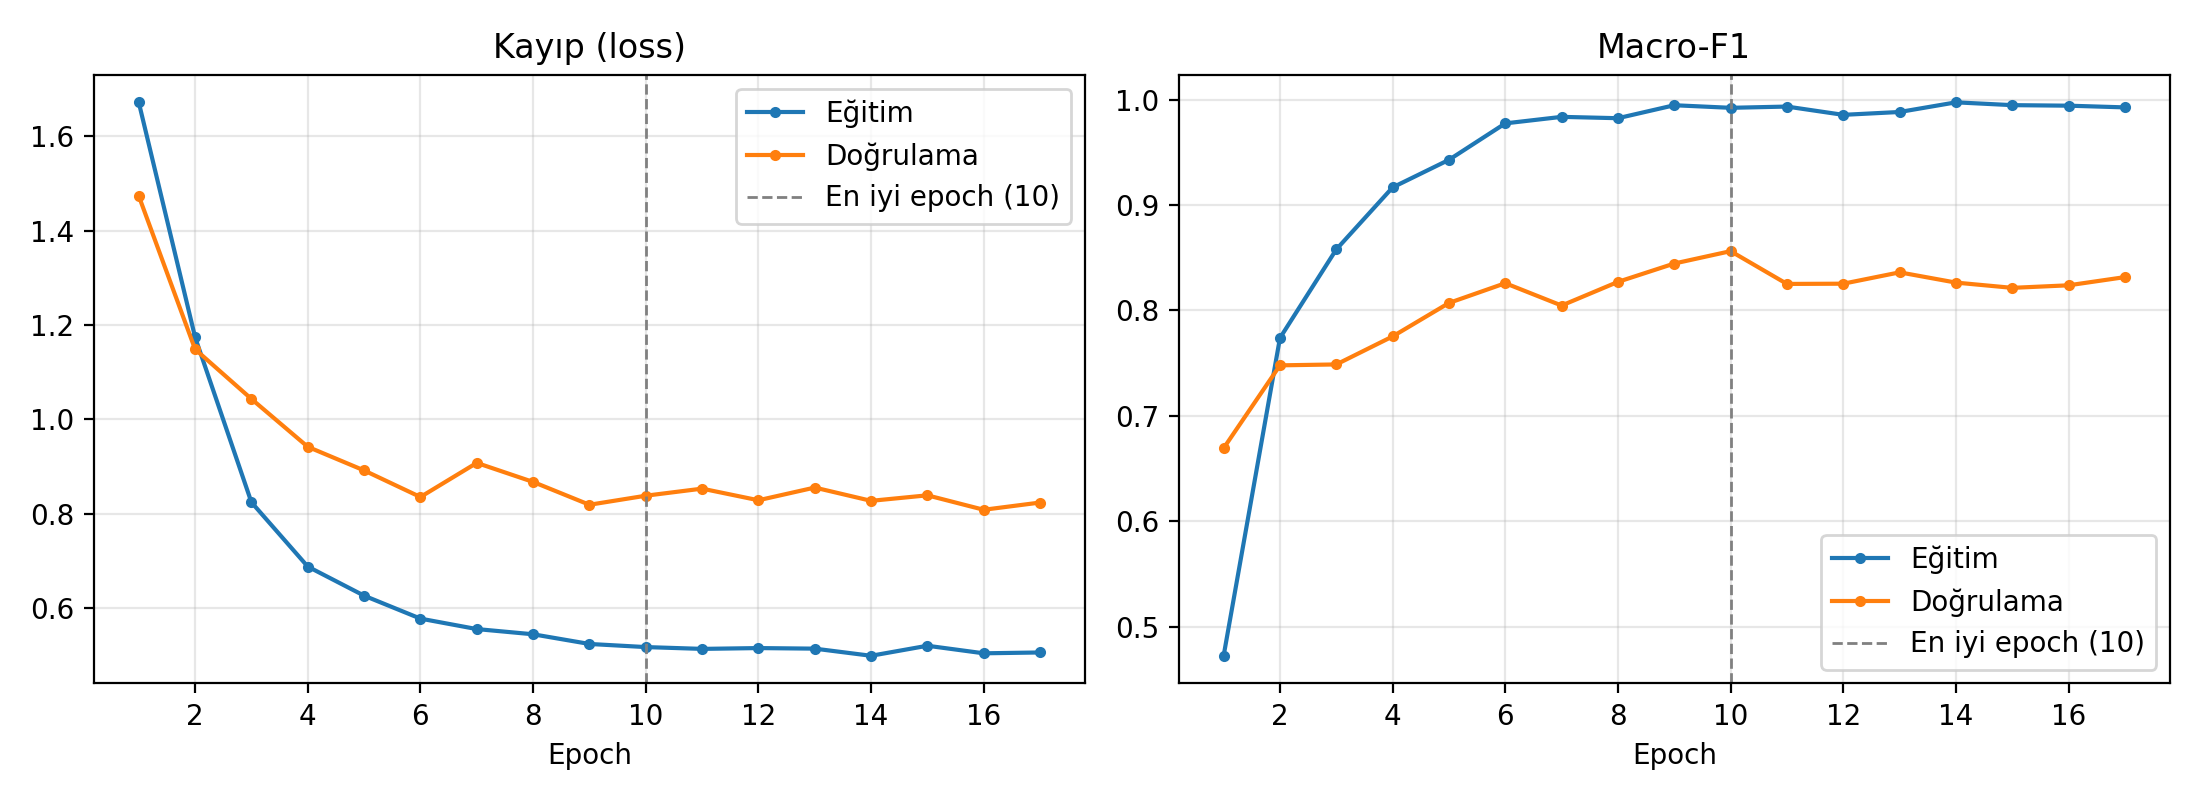 Kayıp (loss)
1.6
1.4
1.2
1.0
0.8
0.6
2 4 6 8 10 12 14 16
Epoch
Eğitim
Doğrulama
En iyi epoch (10)
Macro-F1
1.0
0.9
0.8
0.7
0.6
0.5
2 4 6 8 10 12 14 16
Epoch
Eğitim
Doğrulama
En iyi epoch (10)